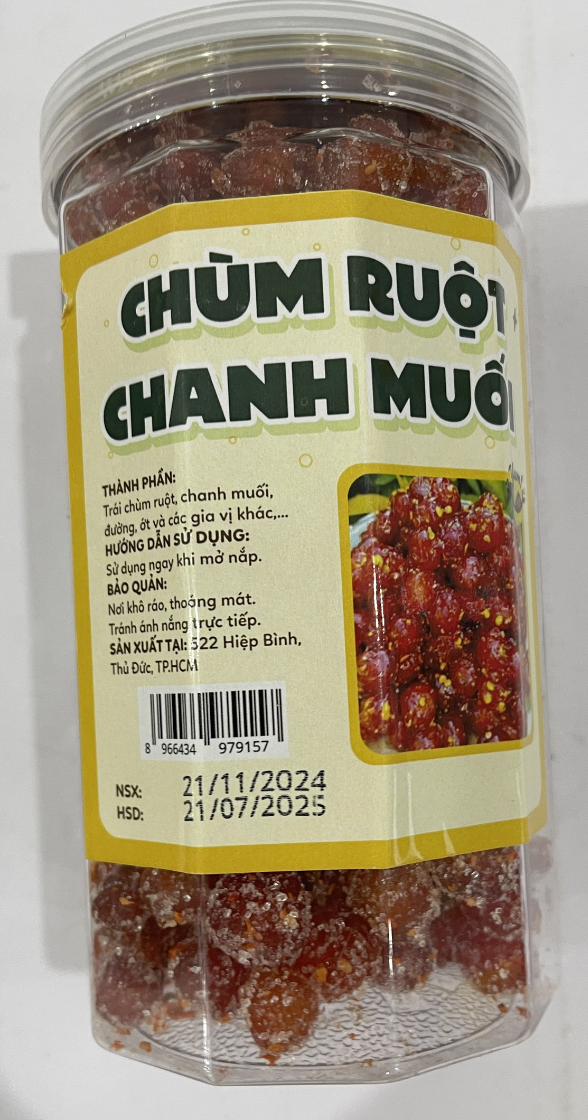 CHÙM RUỘT
CHANH MUỐI
THÀNH PHẦN:
Trái chùm ruột, chanh muối,
đường, ớt và các gia vị khác,...
HƯỚNG DẪN SỬ DỤNG:
Sử dụng ngay khi mở nắp.
BẢO QUẢN:
Nơi khô ráo, thoáng mát.
Tránh ánh nắng trực tiếp.
SẢN XUẤT TẠI: 522 Hiệp Bình,
Thủ Đức, TP.HCM
8 966434 979157
NSX: 21/11/2024
HSD: 21/07/2025